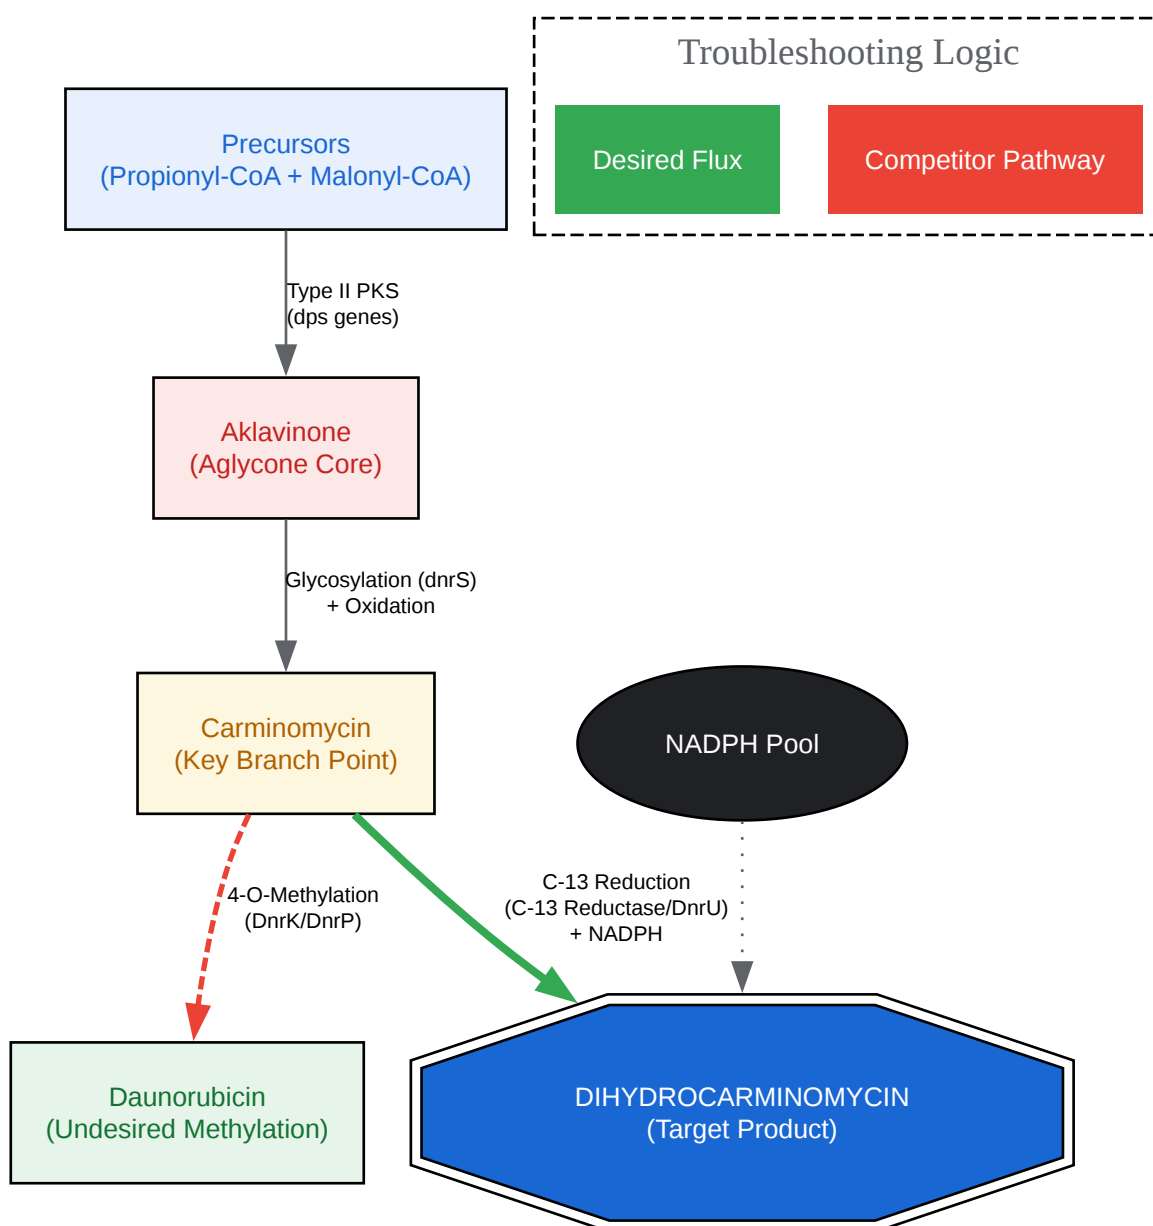 Troubleshooting Logic
Desired Flux
Competitor Pathway
Precursors
(Propionyl-CoA + Malonyl-CoA)
Type II PKS
(dps genes)
Aklavinone
(Aglycone Core)
Glycosylation (dnrS)
+ Oxidation
Carminomycin
(Key Branch Point)
NADPH Pool
4-O-Methylation
(DnrK/DnrP)
C-13 Reduction
(C-13 Reductase/DnrU)
+ NADPH
Daunorubicin
(Undesired Methylation)
DIHYDROCARMINOMYCIN
(Target Product)